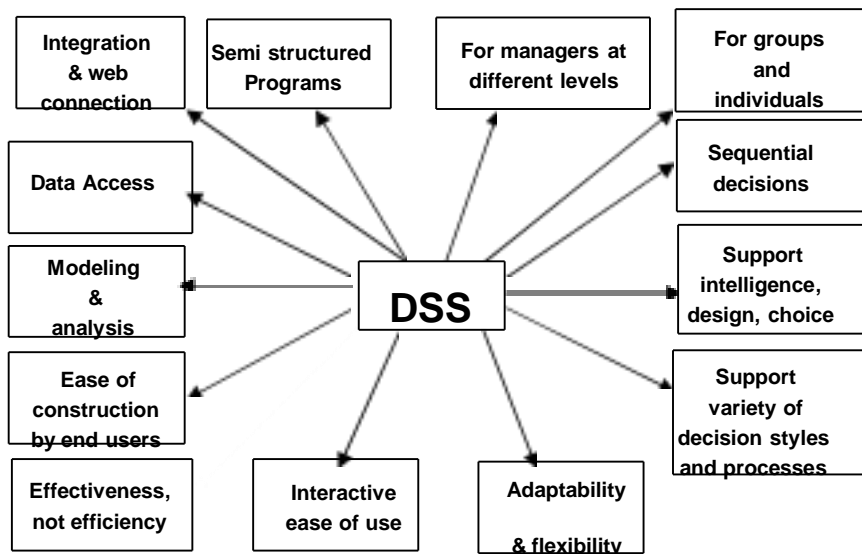 Integration
& web
connection
Semi structured
Programs
For managers at
different levels
For groups
and
individuals
Data Access
Sequential
decisions
Modeling
&
analysis
DSS
Support
intelligence,
design, choice
Ease of
construction
by end users
Support
variety of
decision styles
and processes
Effectiveness,
not efficiency
Interactive
ease of use
Adaptability
& flexibility